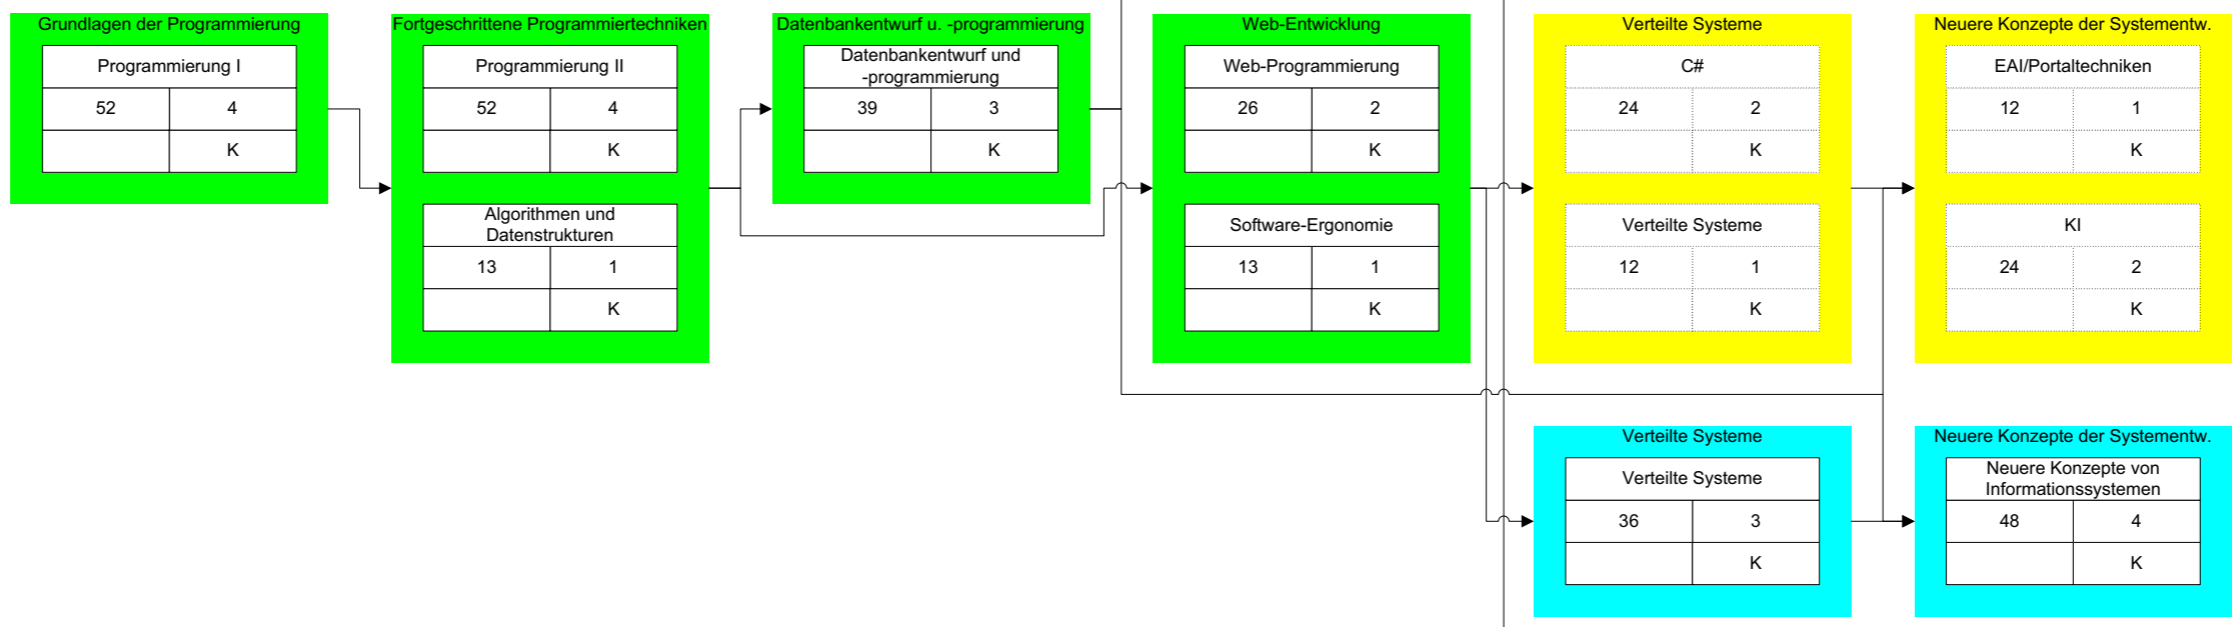 Grundlagen der Programmierung
Programmierung I
52 4
K
Fortgeschrittene Programmiertechniken
Programmierung II
52 4
K
Algorithmen und
Datenstrukturen
13 1
K
Datenbankentwurf u. -programmierung
Datenbankentwurf und
-programmierung
39 3
K
Web-Entwicklung
Web-Programmierung
26 2
K
Software-Ergonomie
13 1
K
Verteilte Systeme
C#
24 2
K
Verteilte Systeme
12 1
K
Neuere Konzepte der Systementw.
EAI/Portaltechniken
12 1
K
KI
24 2
K
Verteilte Systeme
Verteilte Systeme
36 3
K
Neuere Konzepte der Systementw.
Neuere Konzepte von
Informationssystemen
48 4
K